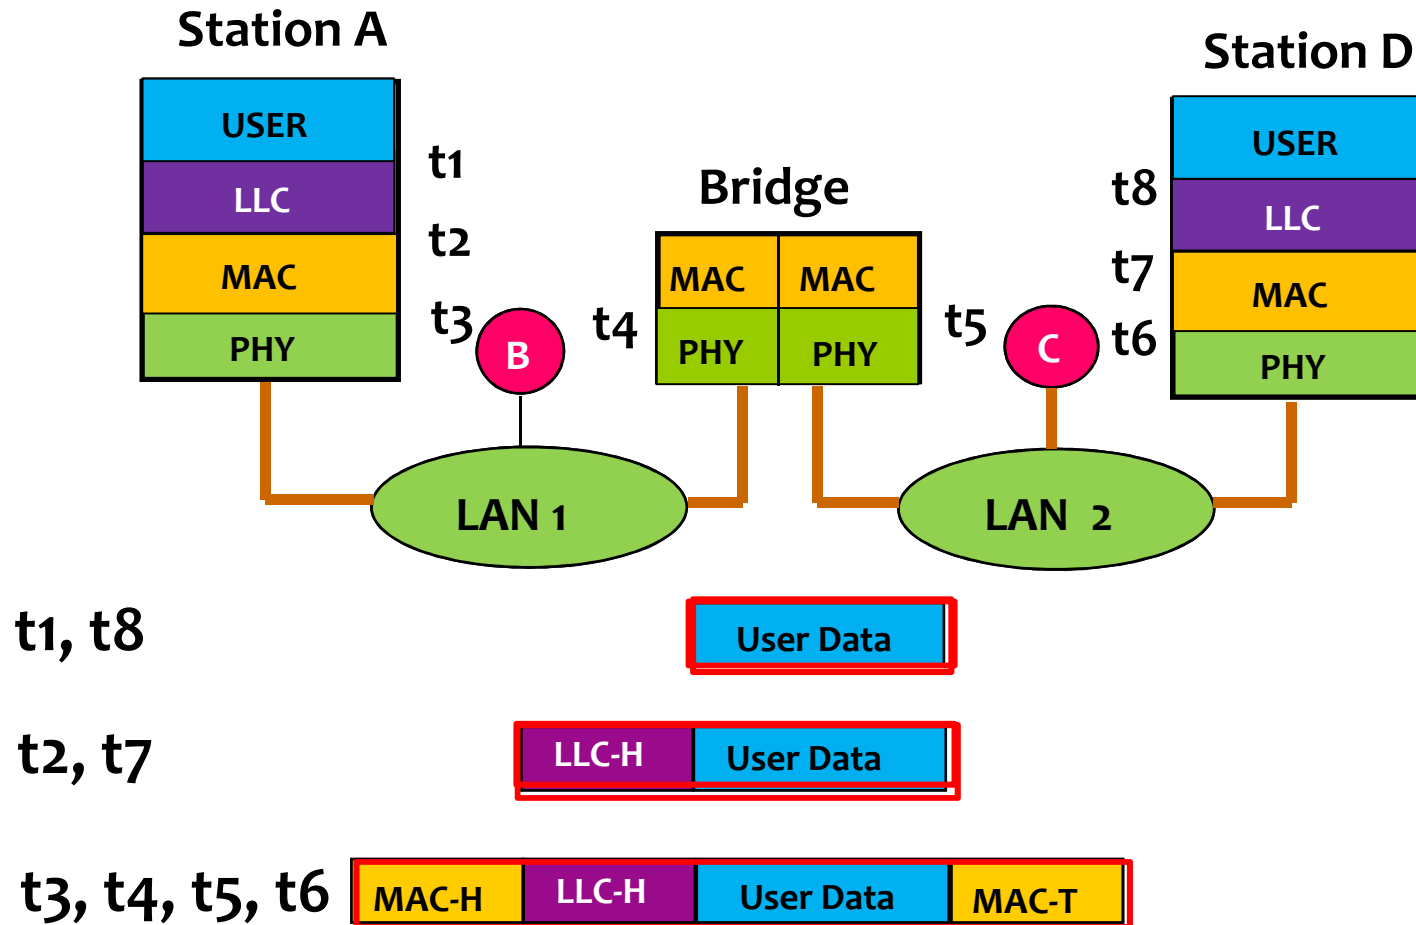 Station A
Station D
USER
USER
t1
Bridge
t8
LLC
LLC
t2
t7
MAC
MAC
MAC
MAC
t3
B
t4
t5
C
t6
PHY
PHY
PHY
PHY
LAN 1
LAN 2
t1, t8
User Data
t2, t7
LLC-H
User Data
t3, t4, t5, t6
MAC-H
LLC-H
User Data
MAC-T